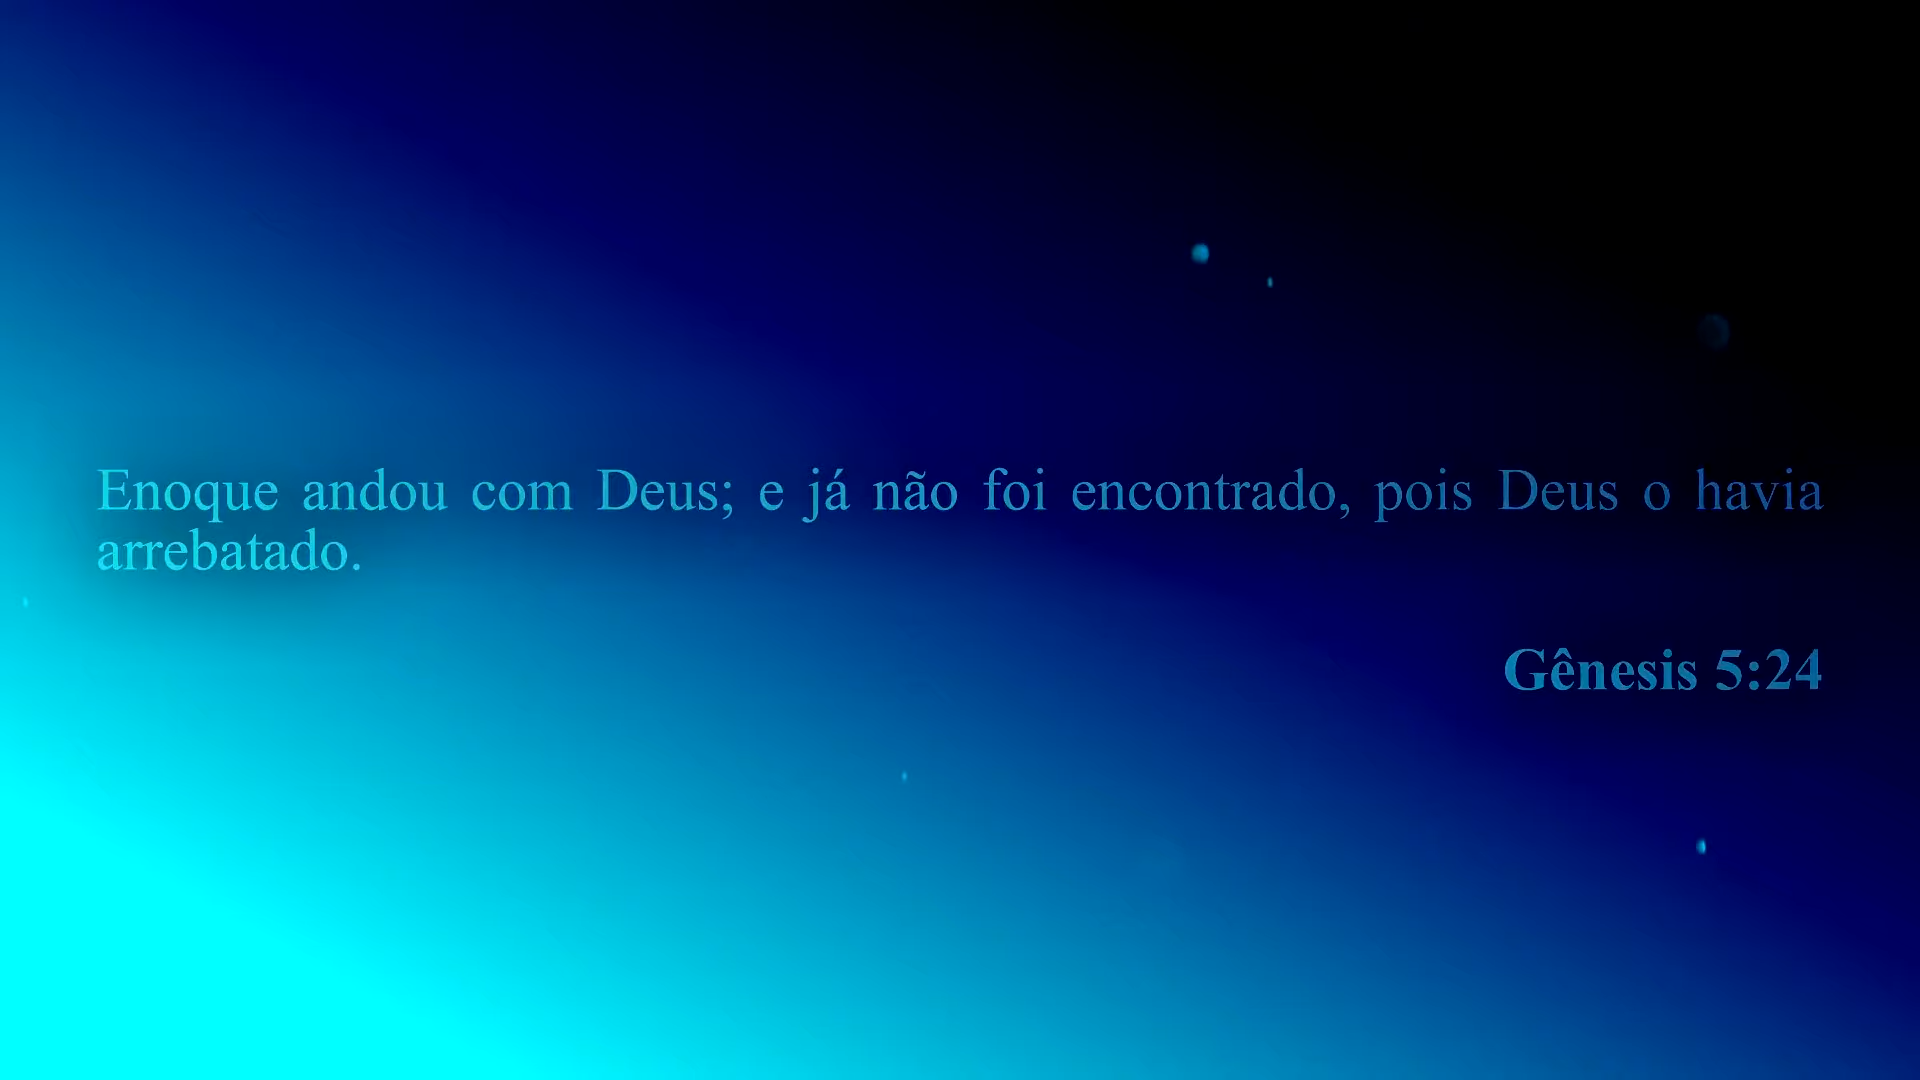 Enoque andou com Deus; e já não foi encontrado, pois Deus o havia
arrebatado.
Gênesis 5:24